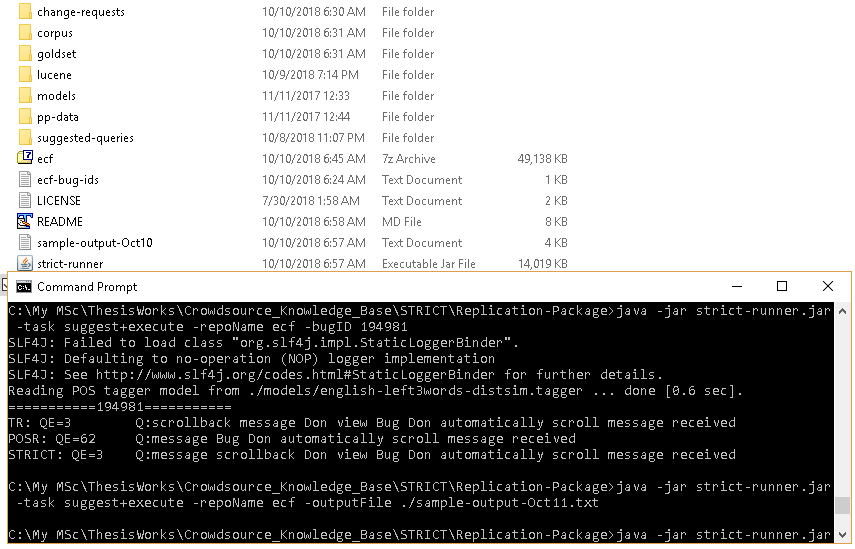 change-requests 10/10/2018 6:30 AM File folder
corpus 10/10/2018 6:31 AM File folder
goldset 10/10/2018 6:31 AM File folder
lucene 10/9/2018 7:14 PM File folder
models 11/11/2017 12:33 File folder
pp-data 11/11/2017 12:44 File folder
suggested-queries 10/8/2018 11:07 PM File folder
ecf 10/10/2018 6:45 AM 7z Archive 49,138 KB
ecf-bug-ids 10/10/2018 6:24 AM Text Document 1 KB
LICENSE 7/30/2018 1:58 AM Text Document 2 KB
README 10/10/2018 6:58 AM MD File 8 KB
sample-output-Oct10 10/10/2018 6:57 AM Text Document 4 KB
strict-runner 10/10/2018 6:57 AM Executable Jar File 14,019 KB
Command Prompt
C:\My MSc\ThesisWorks\Crowdsource_Knowledge_Base\STRICT\Replication-Package>java -jar strict-runner.jar
-task suggest+execute -repoName ecf -bugID 194981
SLF4J: Failed to load class "org.slf4j.impl.StaticLoggerBinder".
SLF4J: Defaulting to no-operation (NOP) logger implementation
SLF4J: See http://www.slf4j.org/codes.html#StaticLoggerBinder for further details.
Reading POS tagger model from ./models/english-left3words-distsim.tagger ... done [0.6 sec].
===========194981===========
TR: QE=3 Q:scrollback message Don view Bug Don automatically scroll message received
POSR: QE=62 Q:message Bug Don automatically scroll message received
STRICT: QE=3 Q:message scrollback Don view Bug Don automatically scroll message received
C:\My MSc\ThesisWorks\Crowdsource_Knowledge_Base\STRICT\Replication-Package>java -jar strict-runner.jar
-task suggest+execute -repoName ecf -outputFile ./sample-output-Oct11.txt
C:\My MSc\ThesisWorks\Crowdsource_Knowledge_Base\STRICT\Replication-Package>java -jar strict-runner.jar